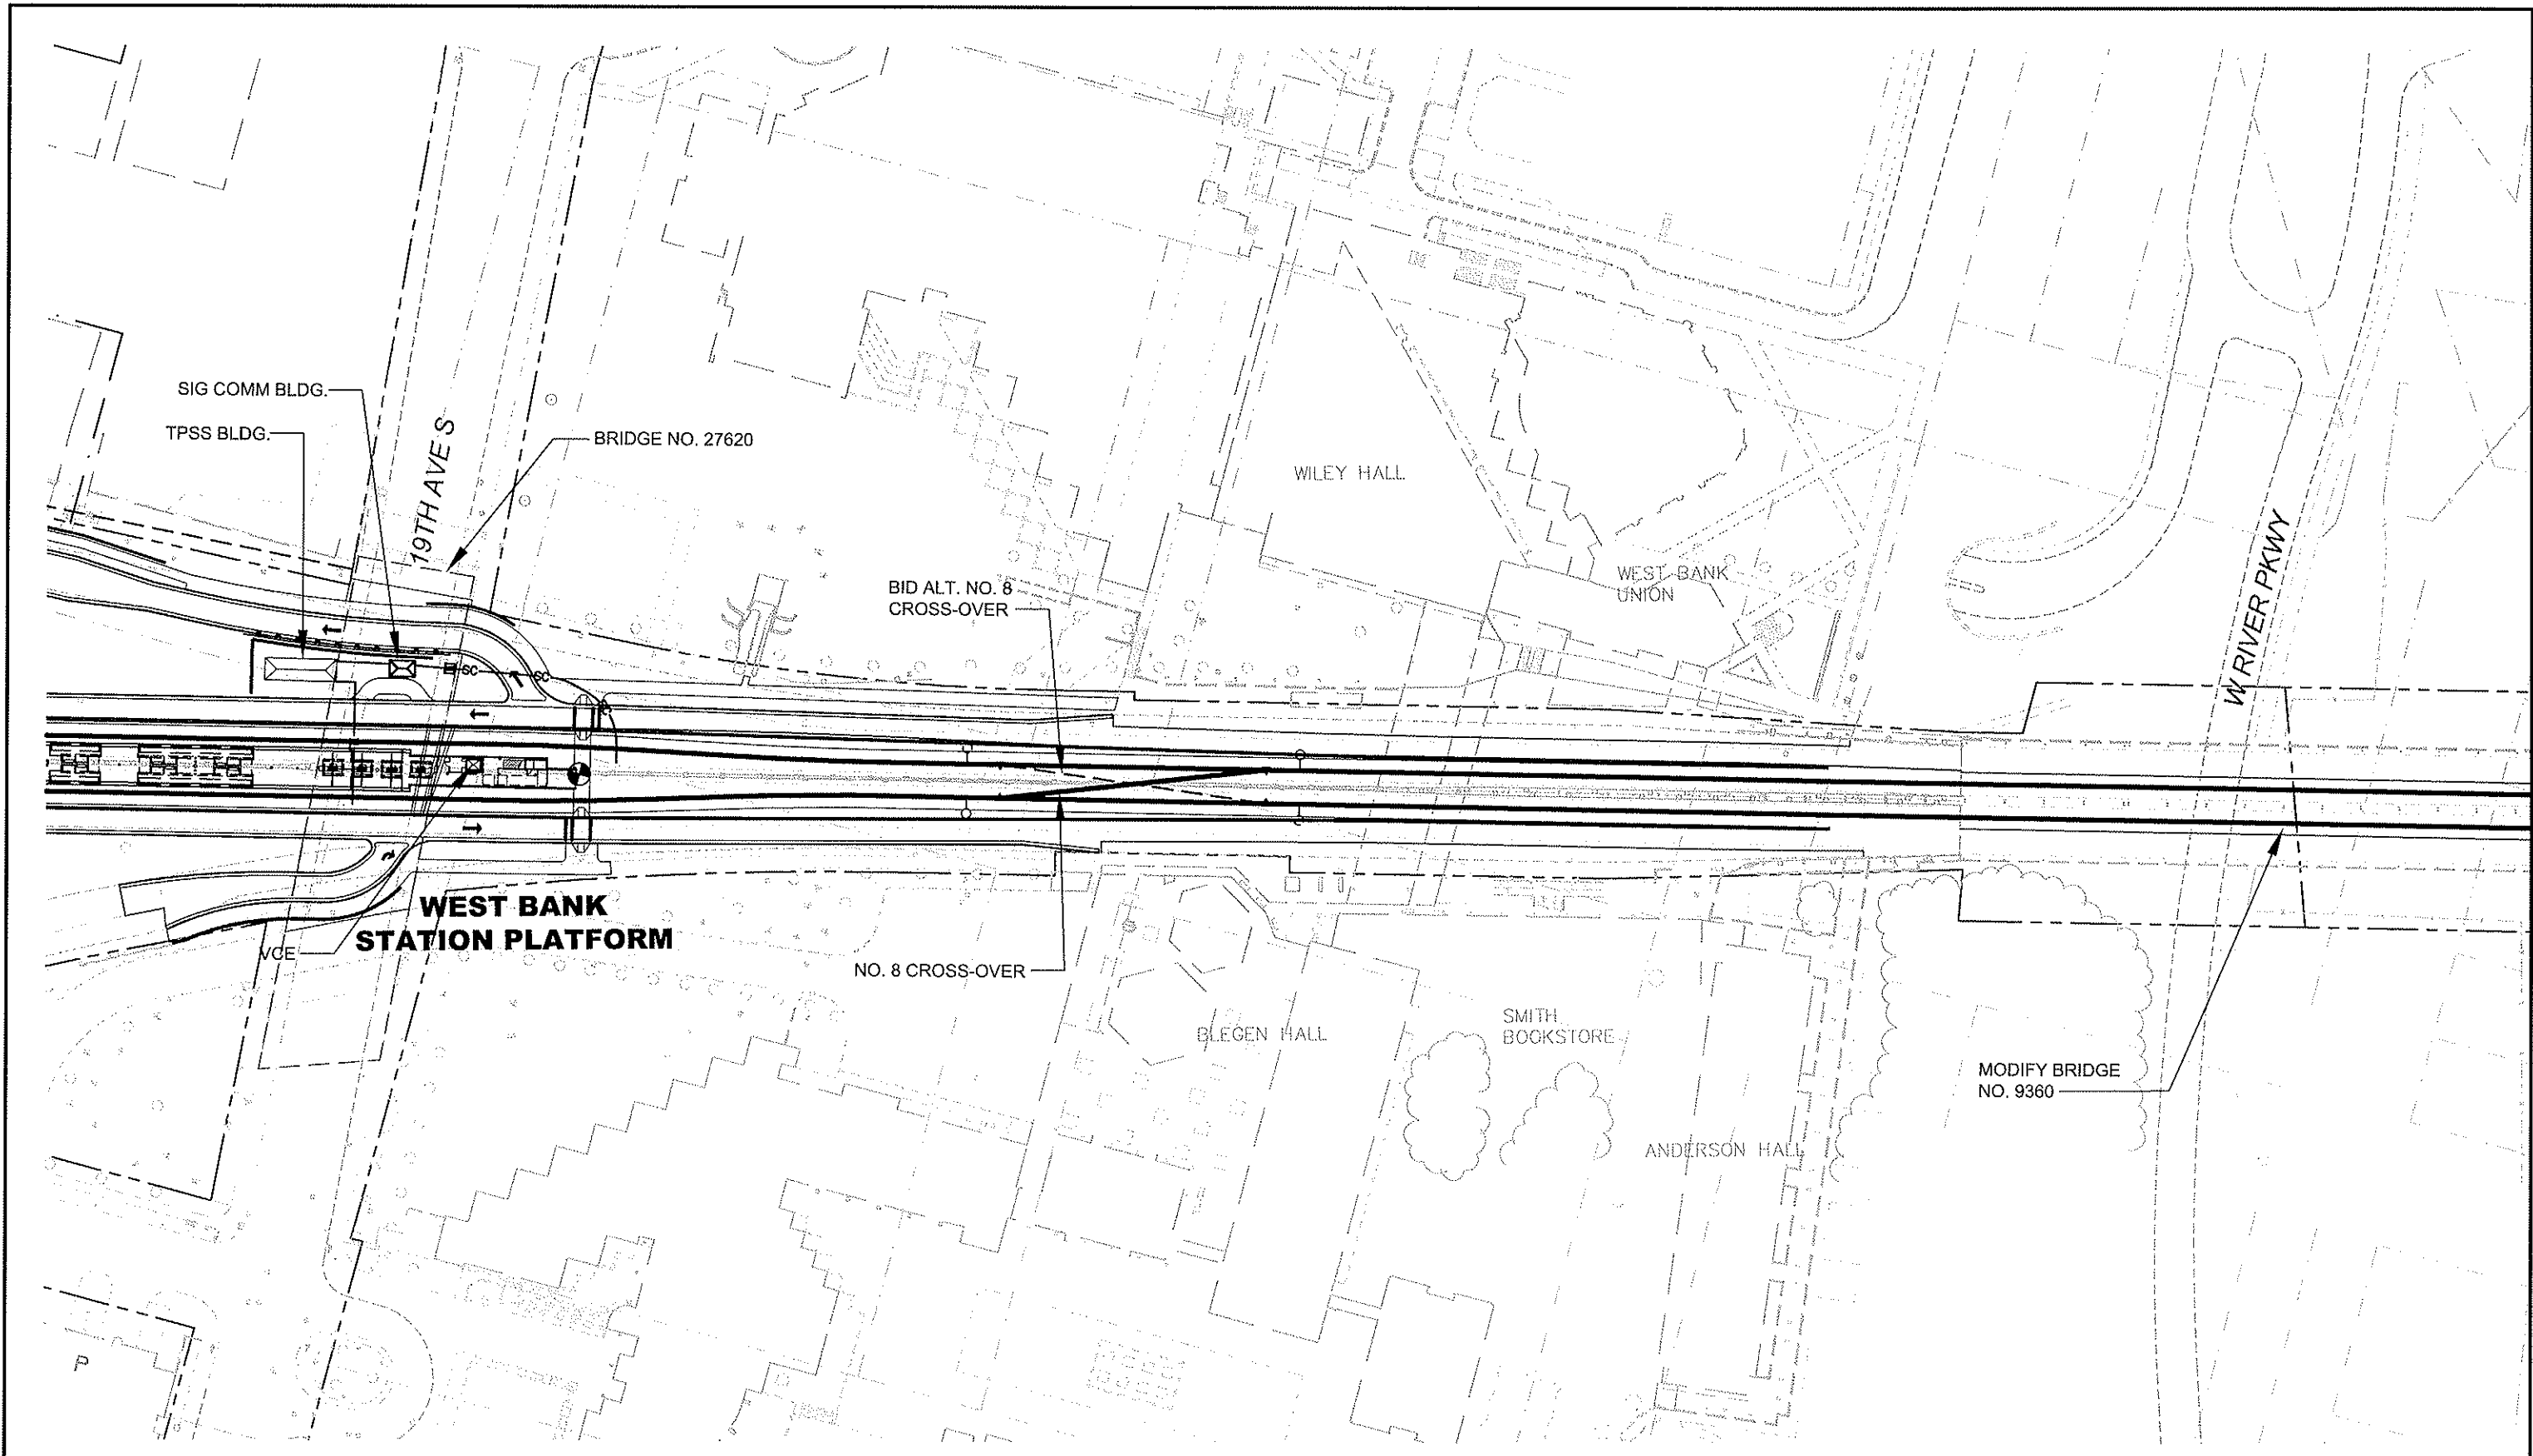 SIG COMM BLDG.
TPSS BLDG.
19TH AVE S
BRIDGE NO. 27620
WILEY HALL
BID ALT. NO. 8
CROSS-OVER
WEST BANK
UNION
W RIVER PKWY
SC
SC
WEST BANK
STATION PLATFORM
VCE
NO. 8 CROSS-OVER
BLEGEN HALL
SMITH
BOOKSTORE
ANDERSON HALL
MODIFY BRIDGE
NO. 9360
P